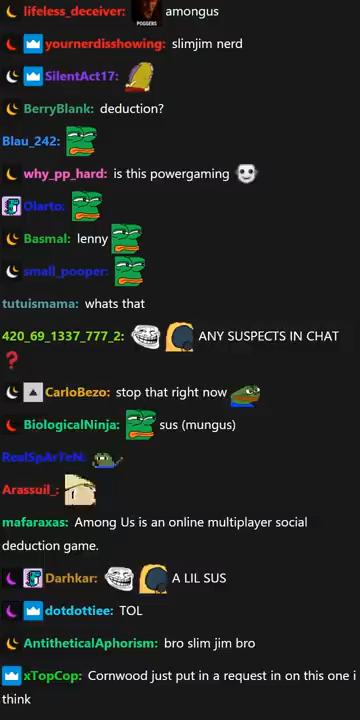 lifeless_deceiver: POGGERS amongus
yournerdisshowing: slimjim nerd
SilentAct17:
BerryBlank: deduction?
Blau_242:
why_pp_hard: is this powergaming
Olarto:
Basmal: lenny
small_pooper:
tutuismama: whats that
420_69_1337_777_2: ANY SUSPECTS IN CHAT
❓
CarloBezo: stop that right now
BiologicalNinja: sus (mungus)
RealSpArTeN:
Arassuil_:
mafaraxas: Among Us is an online multiplayer social
deduction game.
Darhkar: A LIL SUS
dotdottiee: TOL
AntitheticalAphorism: bro slim jim bro
xTopCop: Cornwood just put in a request in on this one i
think